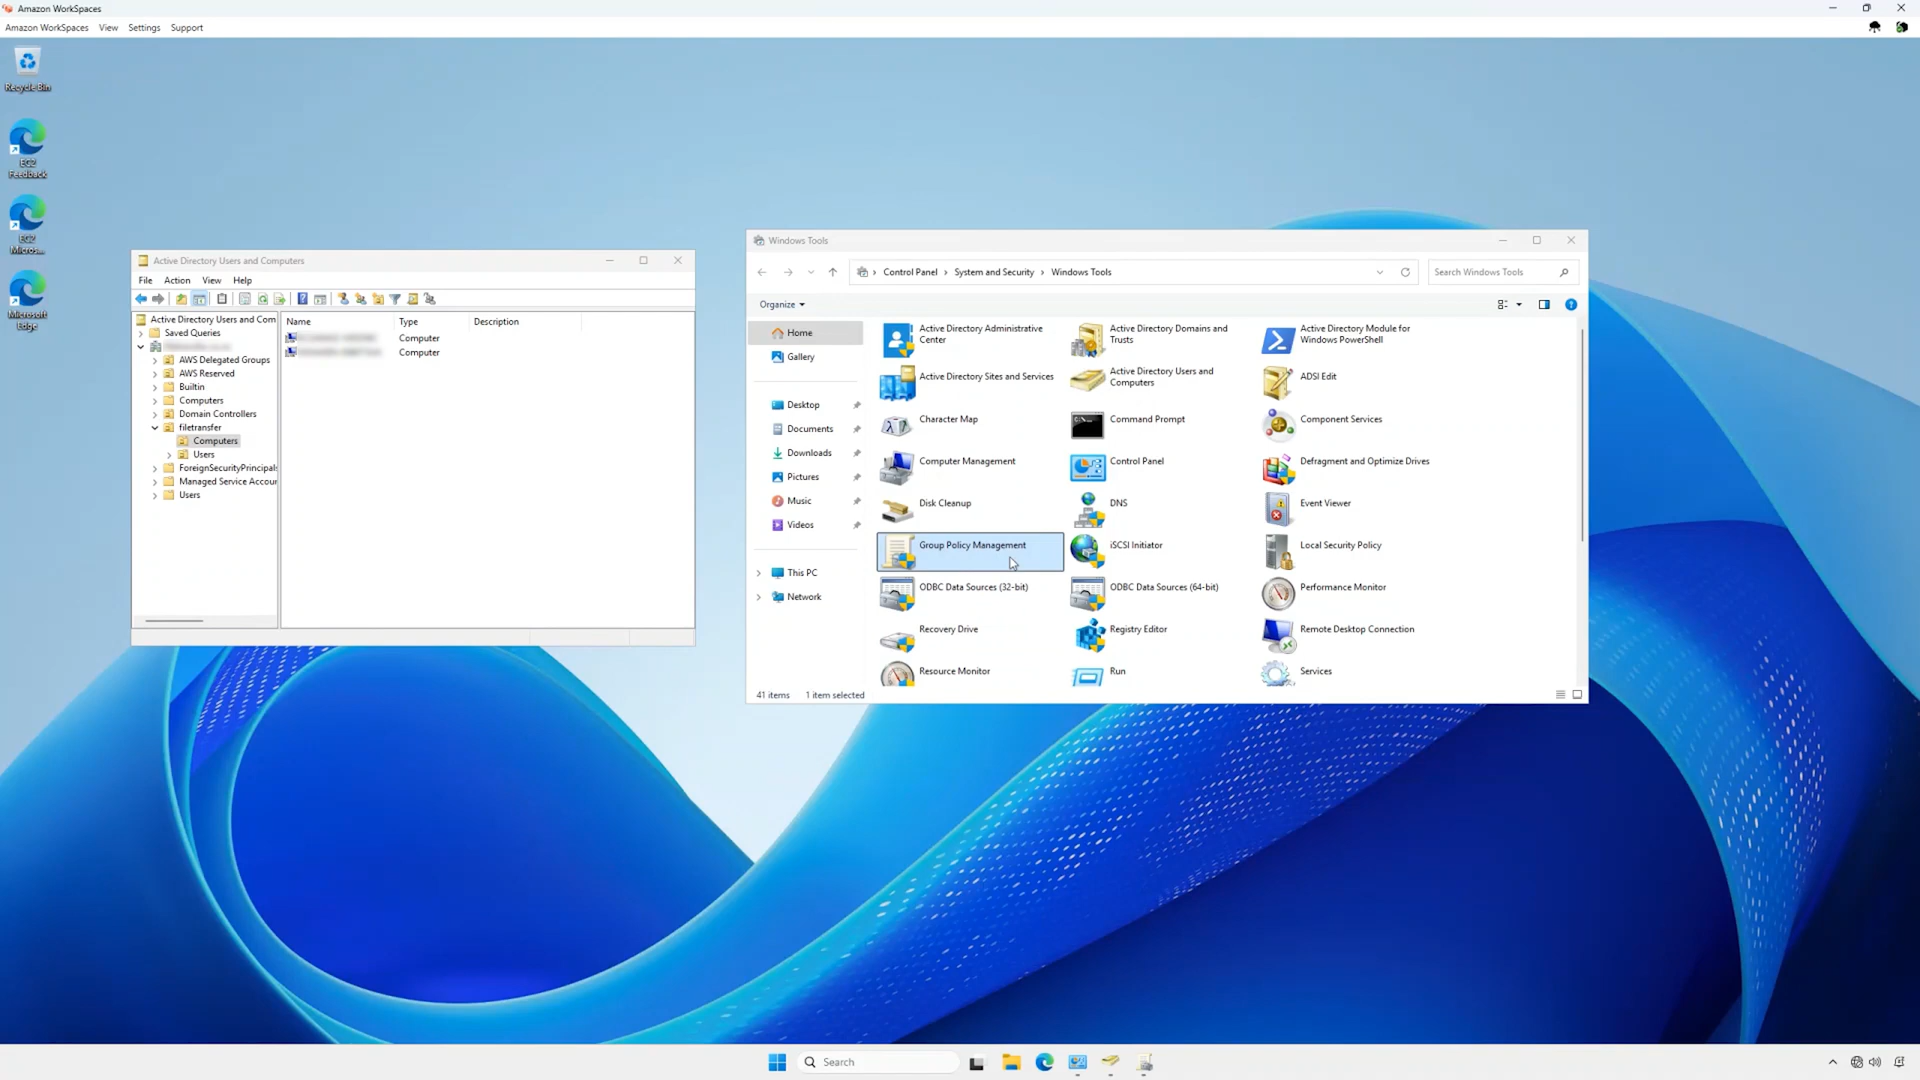 Amazon WorkSpaces
Amazon WorkSpaces View Settings Support
Recycle Bin
EC2
Feedback
EC2
Micros...
Microsoft
Edge
Active Directory Users and Computers
File Action View Help
Active Directory Users and Com
Saved Queries
AWS Delegated Groups
AWS Reserved
Builtin
Computers
Domain Controllers
filetransfer
Computers
Users
ForeignSecurityPrincipals
Managed Service Accour
Users
Name Type Description
Computer
Computer
Windows Tools
Control Panel > System and Security > Windows Tools
Search Windows Tools
Organize
Home
Gallery
Desktop
Documents
Downloads
Pictures
Music
Videos
This PC
Network
Active Directory Administrative
Center
Active Directory Domains and
Trusts
Active Directory Module for
Windows PowerShell
Active Directory Sites and Services
Active Directory Users and
Computers
ADSI Edit
Character Map
Command Prompt
Component Services
Computer Management
Control Panel
Defragment and Optimize Drives
Disk Cleanup
DNS
Event Viewer
Group Policy Management
iSCSI Initiator
Local Security Policy
ODBC Data Sources (32-bit)
ODBC Data Sources (64-bit)
Performance Monitor
Recovery Drive
Registry Editor
Remote Desktop Connection
Resource Monitor
Run
Services
41 items 1 item selected
Search